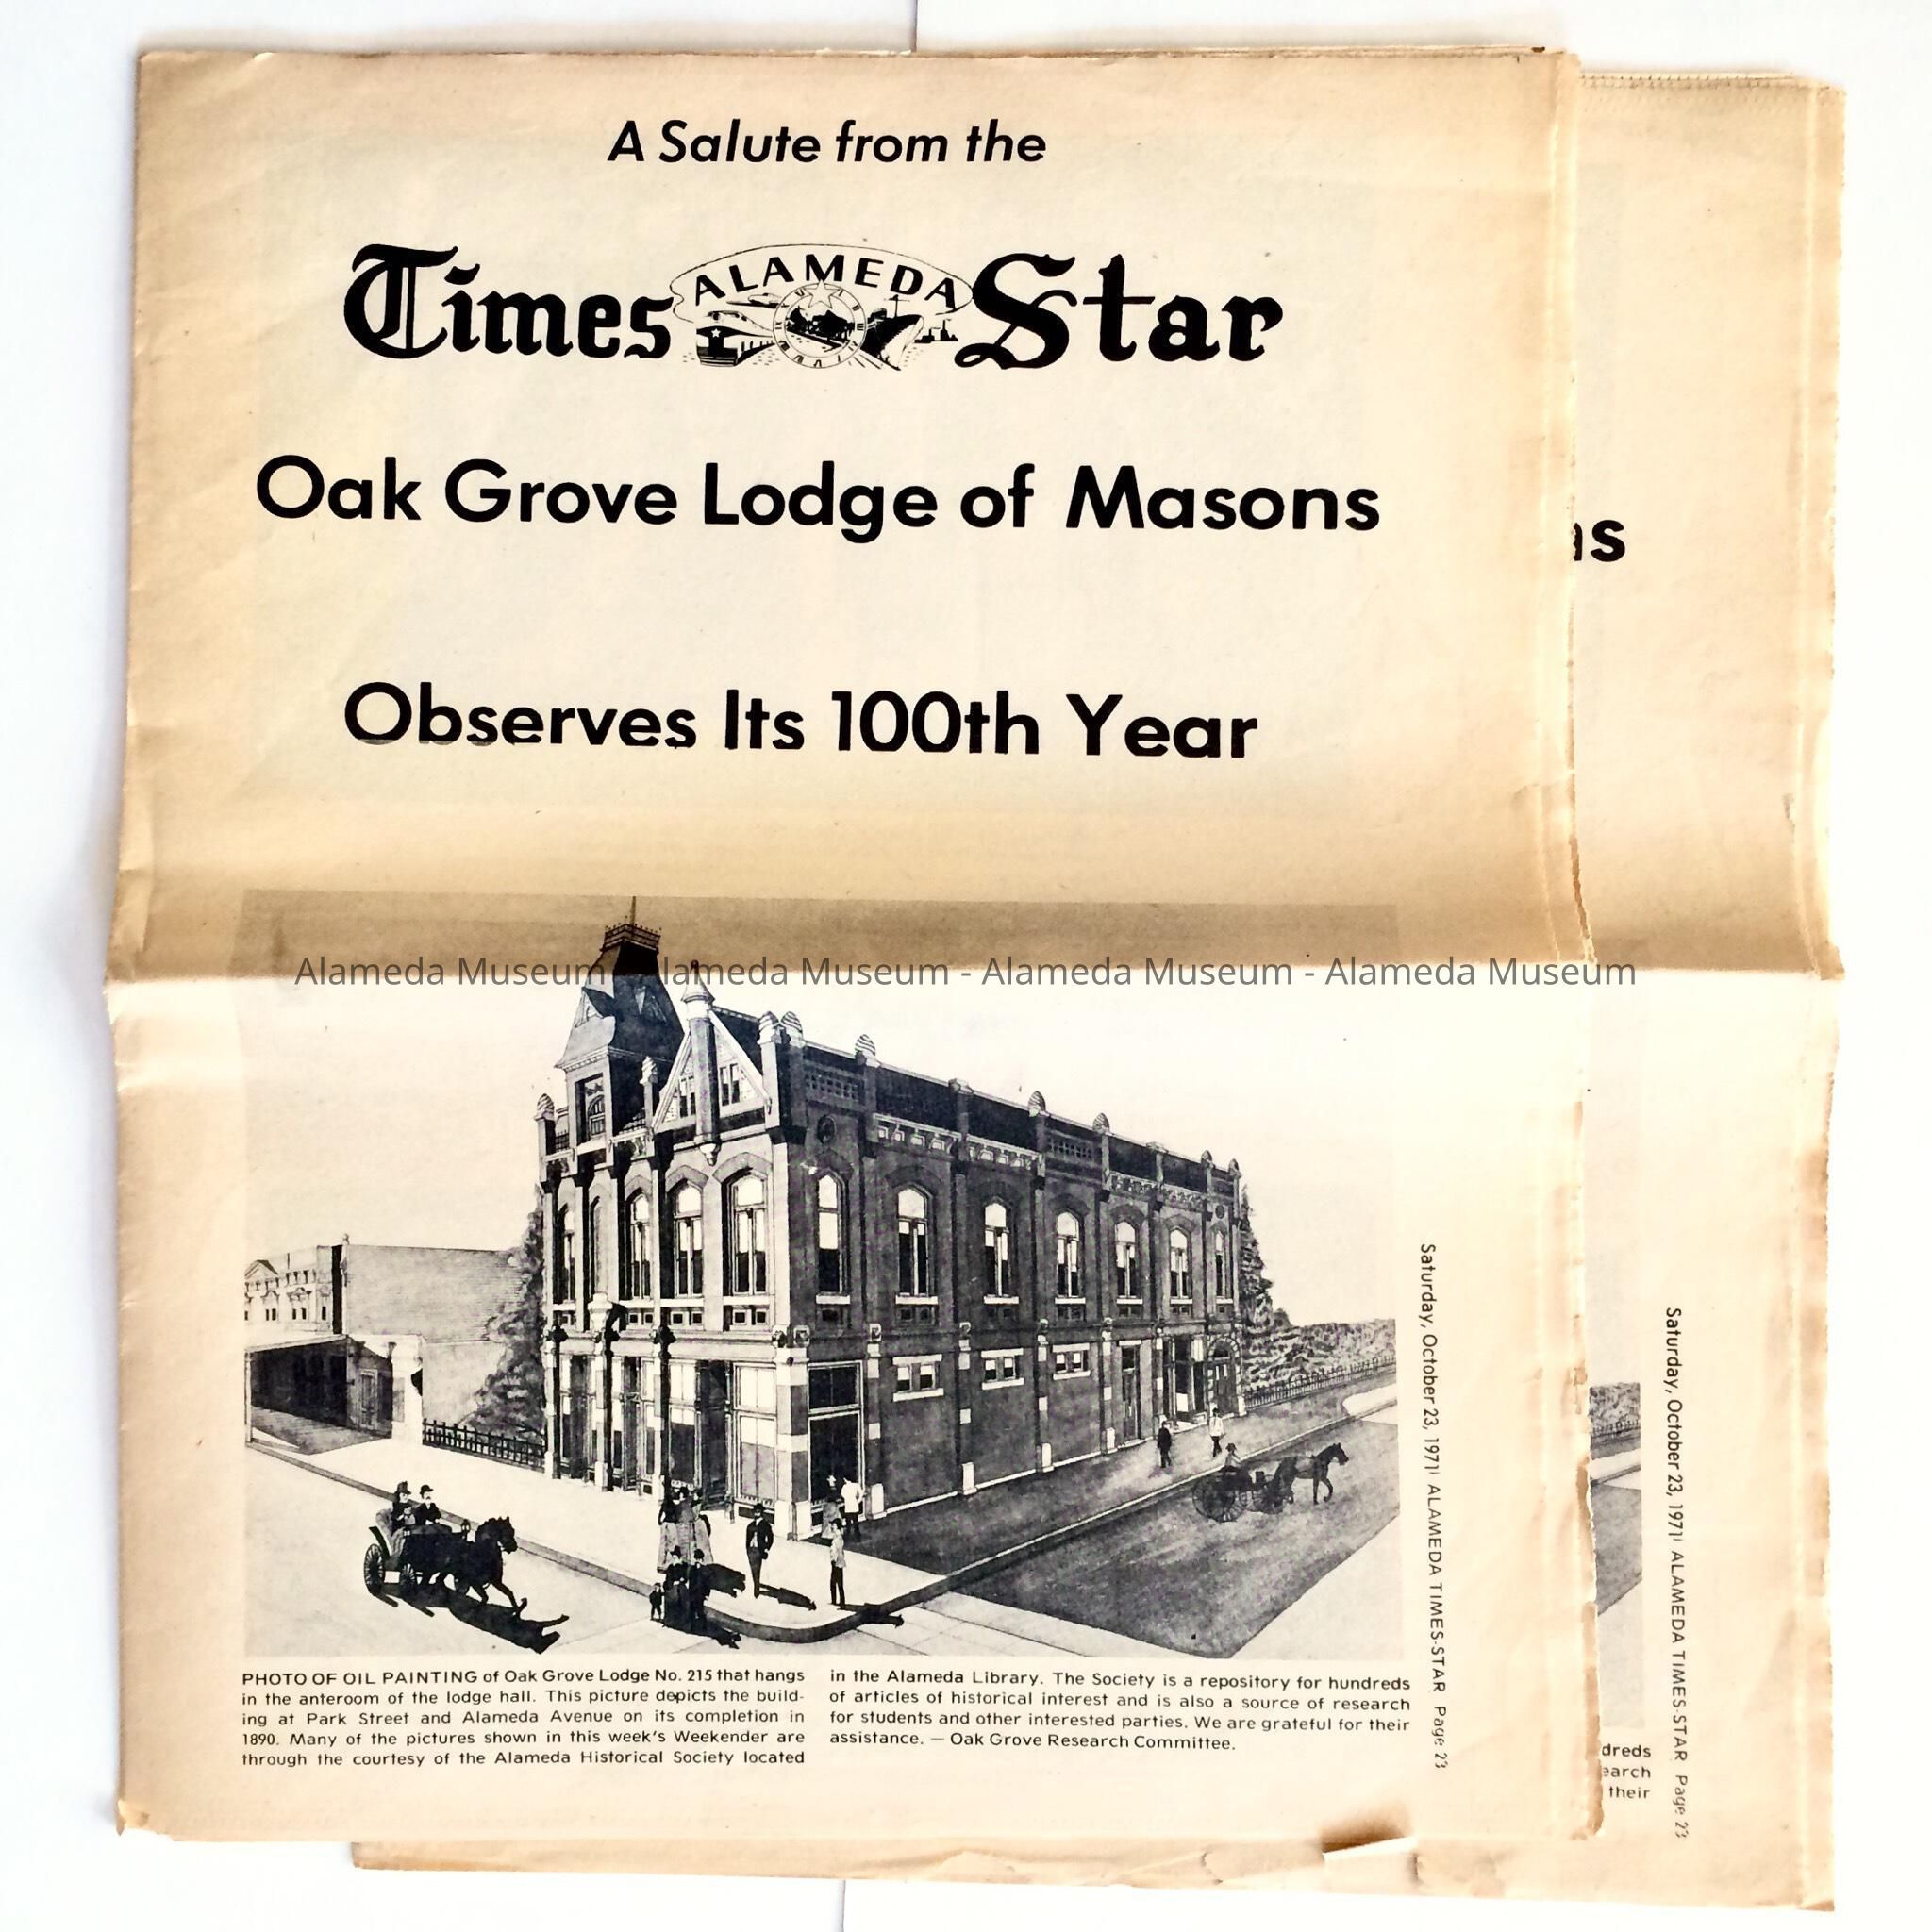 A Salute from the
Times ALAMEDA Star
Oak Grove Lodge of Masons
Observes Its 100th Year
Alameda Museum - Alameda Museum - Alameda Museum - Alameda Museum
PHOTO OF OIL PAINTING of Oak Grove Lodge No. 215 that hangs
in the anteroom of the lodge hall. This picture depicts the build-
ing at Park Street and Alameda Avenue on its completion in
1890. Many of the pictures shown in this week's Weekender are
through the courtesy of the Alameda Historical Society located
in the Alameda Library. The Society is a repository for hundreds
of articles of historical interest and is also a source of research
for students and other interested parties. We are grateful for their
assistance. — Oak Grove Research Committee.
Saturday, October 23, 1971 ALAMEDA TIMES-STAR Page 23
ns
dreds
earch
their
Saturday, October 23, 1971 ALAMEDA TIMES-STAR Page 23